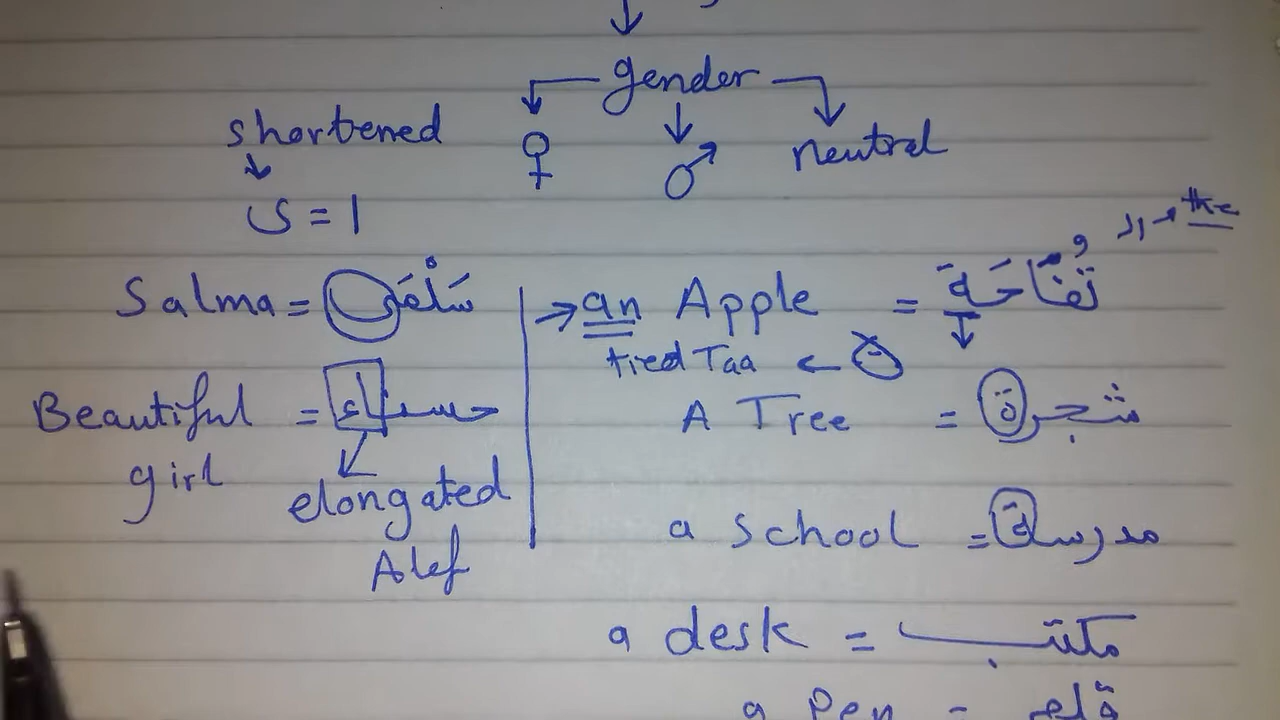 gender
shortened
♀ ♂ neutral
ى = ا
ال → the
Salma = سَلْمَى
→ an Apple = تُفَّاحَة
tied Taa ← ة
Beautiful girl = حسناء
A Tree = شجرة
elongated Alef
a school = مدرسة
a desk = مكتب
a pen = قلم